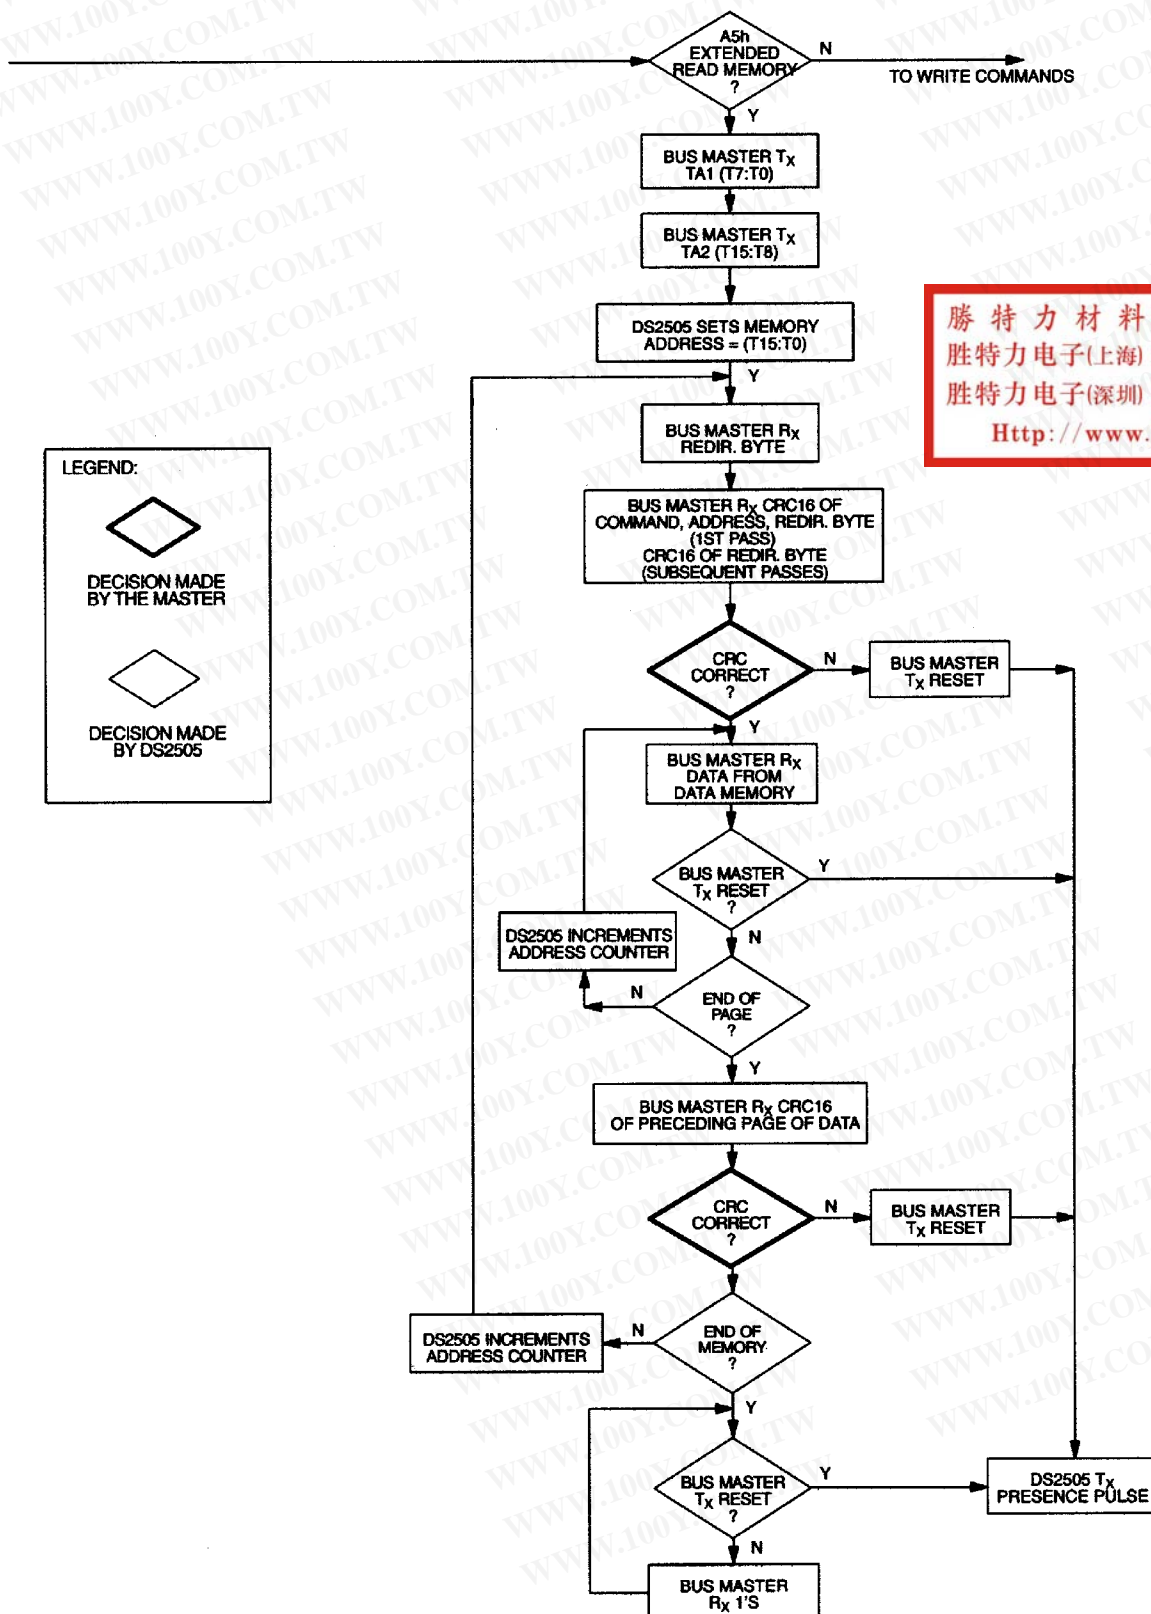 A5h
EXTENDED
READ MEMORY
?
N
TO WRITE COMMANDS
Y
BUS MASTER TX
TA1 (T7:T0)
BUS MASTER TX
TA2 (T15:T8)
DS2505 SETS MEMORY
ADDRESS = (T15:T0)
Y
BUS MASTER RX
REDIR. BYTE
勝特力材料
胜特力电子(上海)
胜特力电子(深圳)
Http://www.
LEGEND:
DECISION MADE
BY THE MASTER
DECISION MADE
BY DS2505
BUS MASTER RX CRC16 OF
COMMAND, ADDRESS, REDIR. BYTE
(1ST PASS)
CRC16 OF REDIR. BYTE
(SUBSEQUENT PASSES)
CRC
CORRECT
?
N
BUS MASTER
TX RESET
Y
BUS MASTER RX
DATA FROM
DATA MEMORY
BUS MASTER
TX RESET
?
Y
N
DS2505 INCREMENTS
ADDRESS COUNTER
N
END OF
PAGE
?
Y
BUS MASTER RX CRC16
OF PRECEDING PAGE OF DATA
CRC
CORRECT
?
N
BUS MASTER
TX RESET
END OF
MEMORY
?
N
DS2505 INCREMENTS
ADDRESS COUNTER
Y
BUS MASTER
TX RESET
?
Y
DS2505 TX
PRESENCE PULSE
N
BUS MASTER
RX 1'S
WWW.100Y.COM.TW